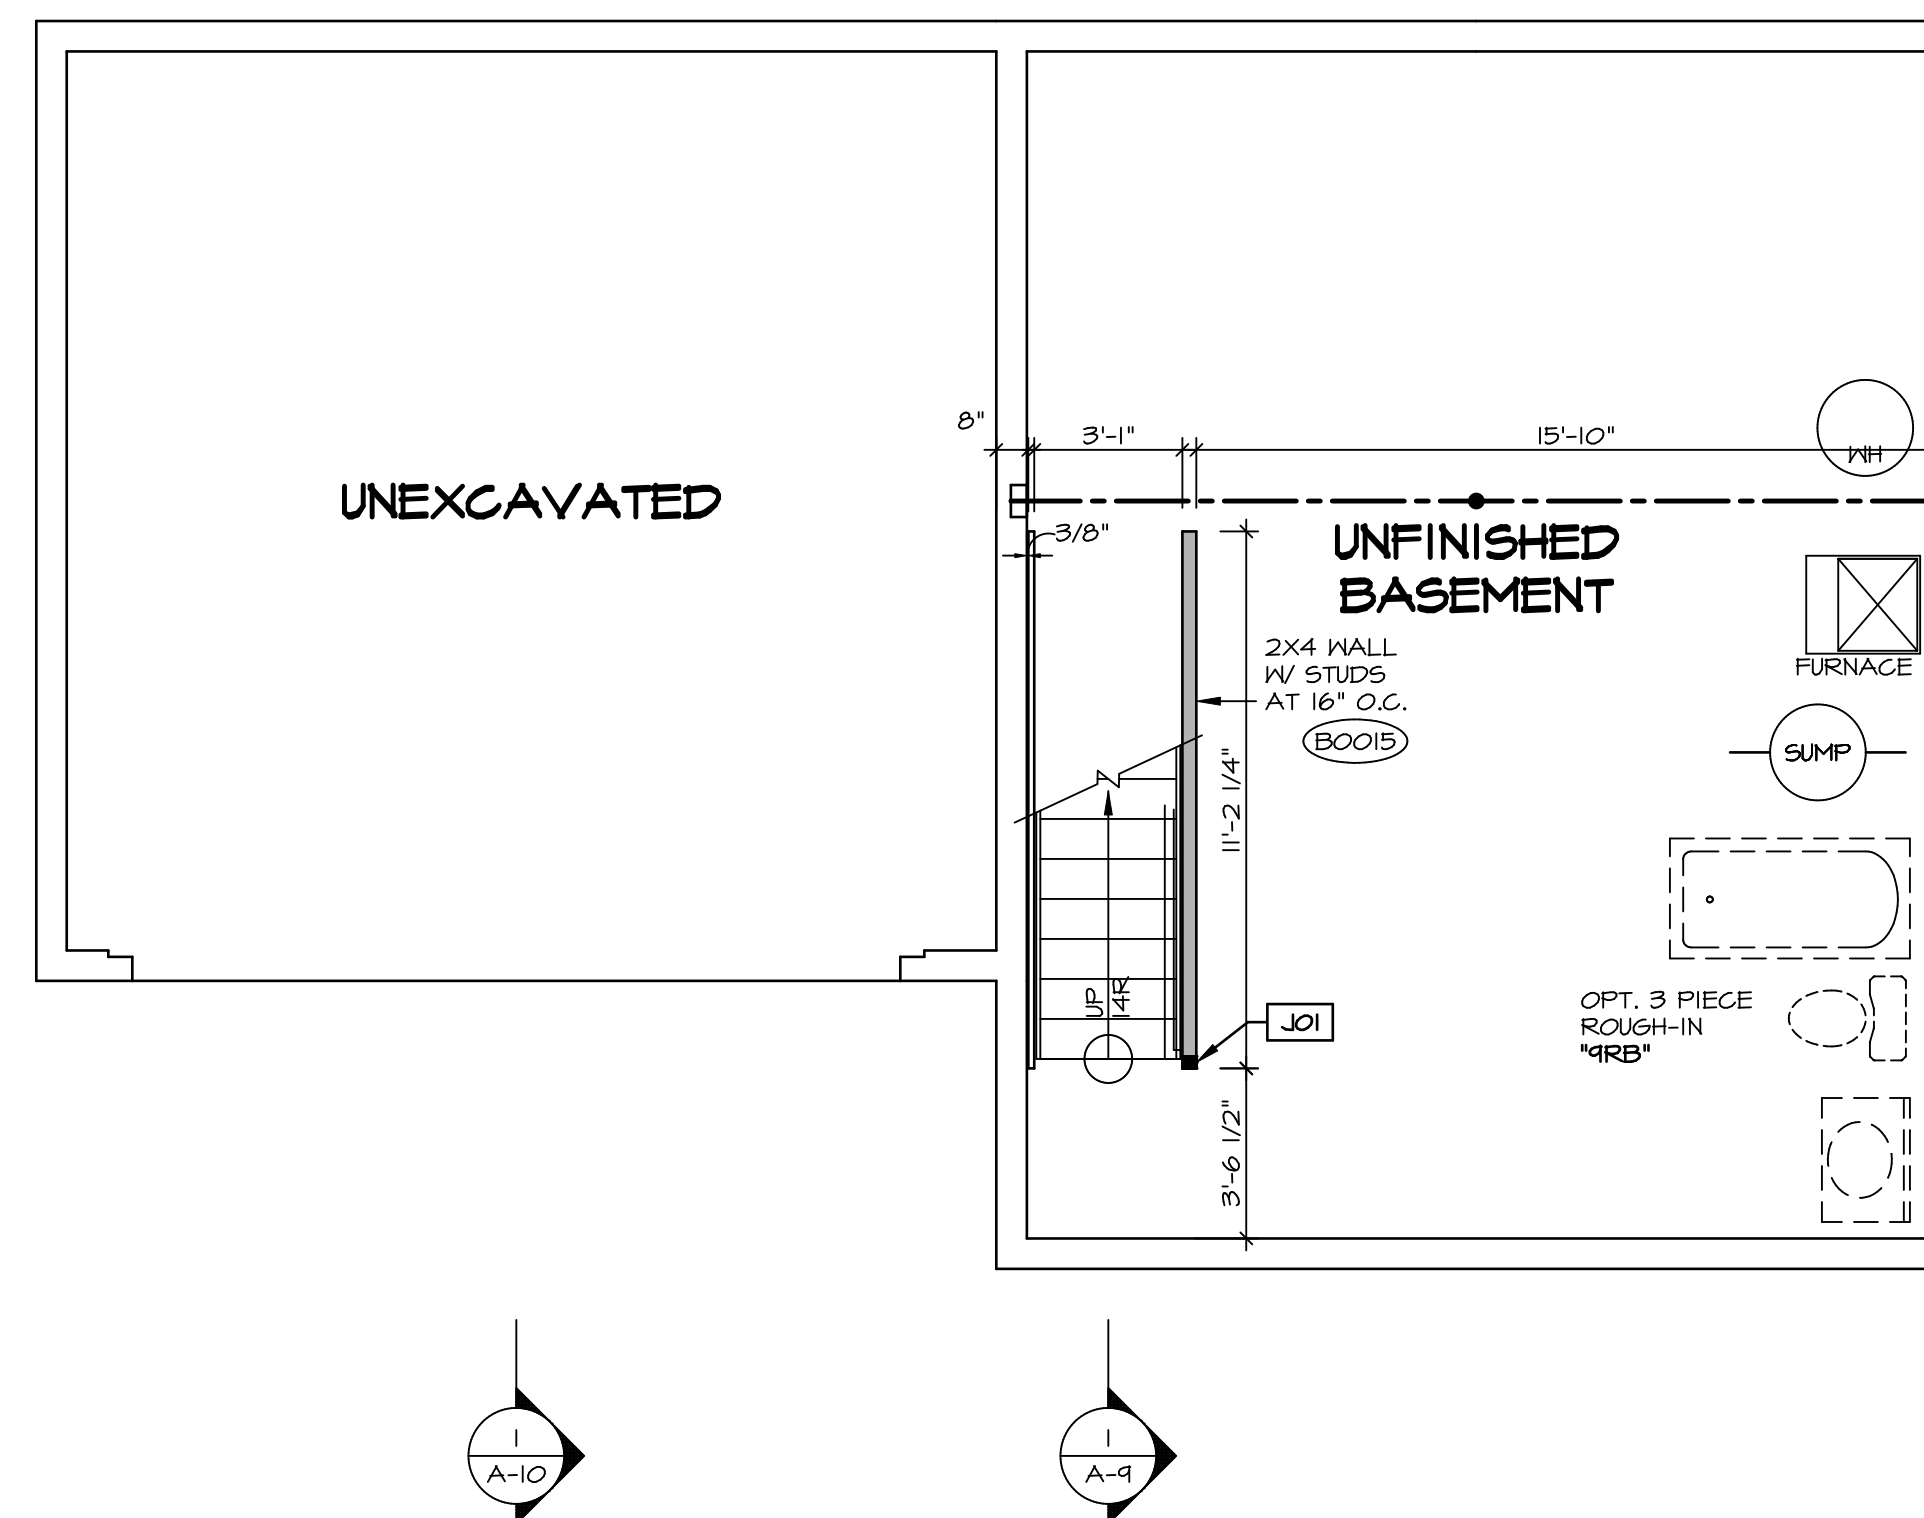 8"
3'-1"
15'-10"
WH
UNEXCAVATED
3/8"
UNFINISHED
BASEMENT
2X4 WALL
W/ STUDS
AT 16" O.C.
B0015
FURNACE
SUMP
11'-2 1/4"
UP
14R
J01
OPT. 3 PIECE
ROUGH-IN
"9RB"
3'-6 1/2"
1
A-10
1
A-9